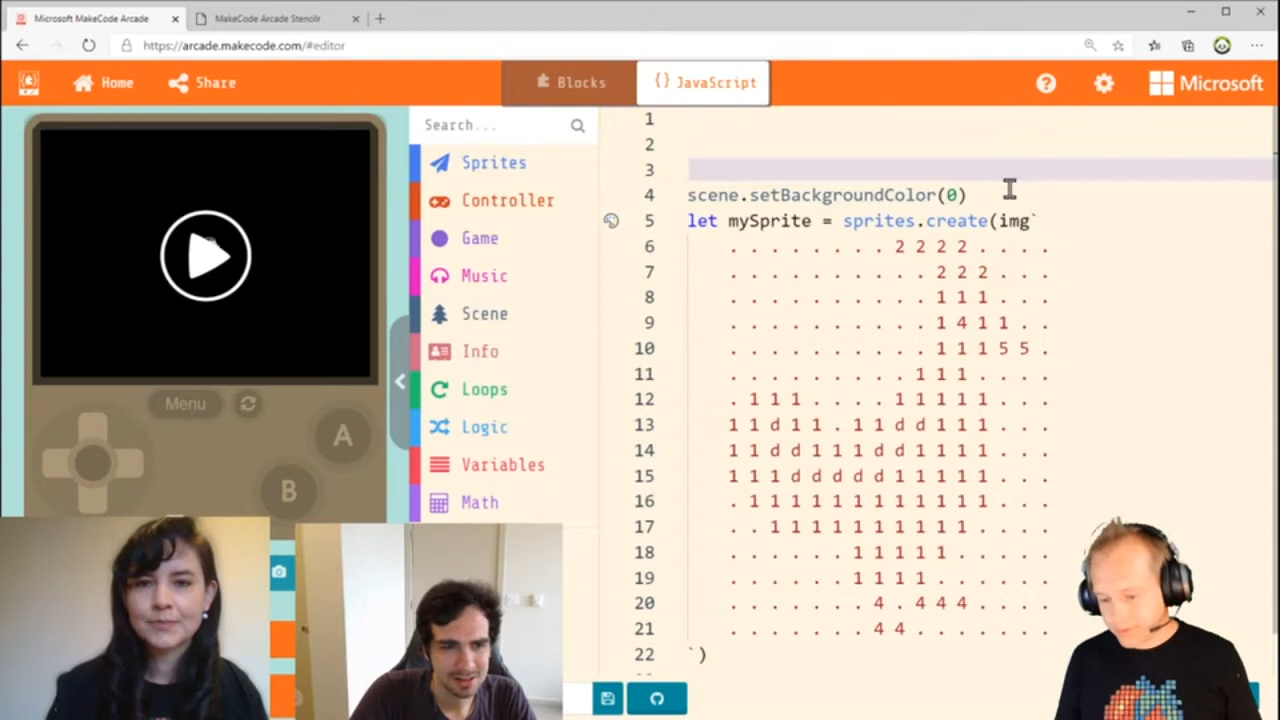 Microsoft MakeCode Arcade
MakeCode Arcade Stencilr
https://arcade.makecode.com/#editor
Home
Share
Blocks
{} JavaScript
Microsoft
Search...
Sprites
Controller
Game
Music
Scene
Info
Loops
Logic
Variables
Math
Menu
A
B
1
2
3
4 scene.setBackgroundColor(0)
5 let mySprite = sprites.create(img`
6 . . . . . . . . 2 2 2 2 . . . .
7 . . . . . . . . . . 2 2 2 . . .
8 . . . . . . . . . . 1 1 1 . . .
9 . . . . . . . . . . 1 4 1 1 . .
10 . . . . . . . . . . 1 1 1 5 5 .
11 . . . . . . . . . 1 1 1 . . . .
12 . 1 1 1 . . . . 1 1 1 1 1 . . .
13 1 1 d 1 1 . 1 1 d d 1 1 1 . . .
14 1 1 d d 1 1 1 d d 1 1 1 1 . . .
15 1 1 1 d d d d d 1 1 1 1 1 . . .
16 . 1 1 1 1 1 1 1 1 1 1 1 1 . . .
17 . . 1 1 1 1 1 1 1 1 1 1 . . . .
18 . . . . . . 1 1 1 1 1 . . . . .
19 . . . . . . 1 1 1 1 . . . . . .
20 . . . . . . . 4 . 4 4 4 . . . .
21 . . . . . . . 4 4 . . . . . . .
22 `)